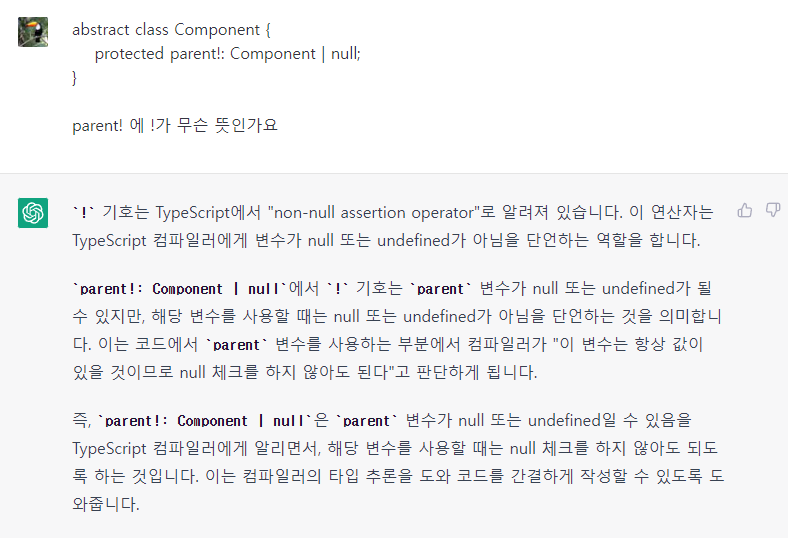 abstract class Component {
protected parent!: Component | null;
}
parent! 에 !가 무슨 뜻인가요
`!` 기호는 TypeScript에서 "non-null assertion operator"로 알려져 있습니다. 이 연산자는
TypeScript 컴파일러에게 변수가 null 또는 undefined가 아님을 단언하는 역할을 합니다.
`parent!: Component | null`에서 `!` 기호는 `parent` 변수가 null 또는 undefined가 될
수 있지만, 해당 변수를 사용할 때는 null 또는 undefined가 아님을 단언하는 것을 의미합니
다. 이는 코드에서 `parent` 변수를 사용하는 부분에서 컴파일러가 "이 변수는 항상 값이
있을 것이므로 null 체크를 하지 않아도 된다"고 판단하게 됩니다.
즉, `parent!: Component | null`은 `parent` 변수가 null 또는 undefined일 수 있음을
TypeScript 컴파일러에게 알리면서, 해당 변수를 사용할 때는 null 체크를 하지 않아도 되도
록 하는 것입니다. 이는 컴파일러의 타입 추론을 도와 코드를 간결하게 작성할 수 있도록 도
와줍니다.